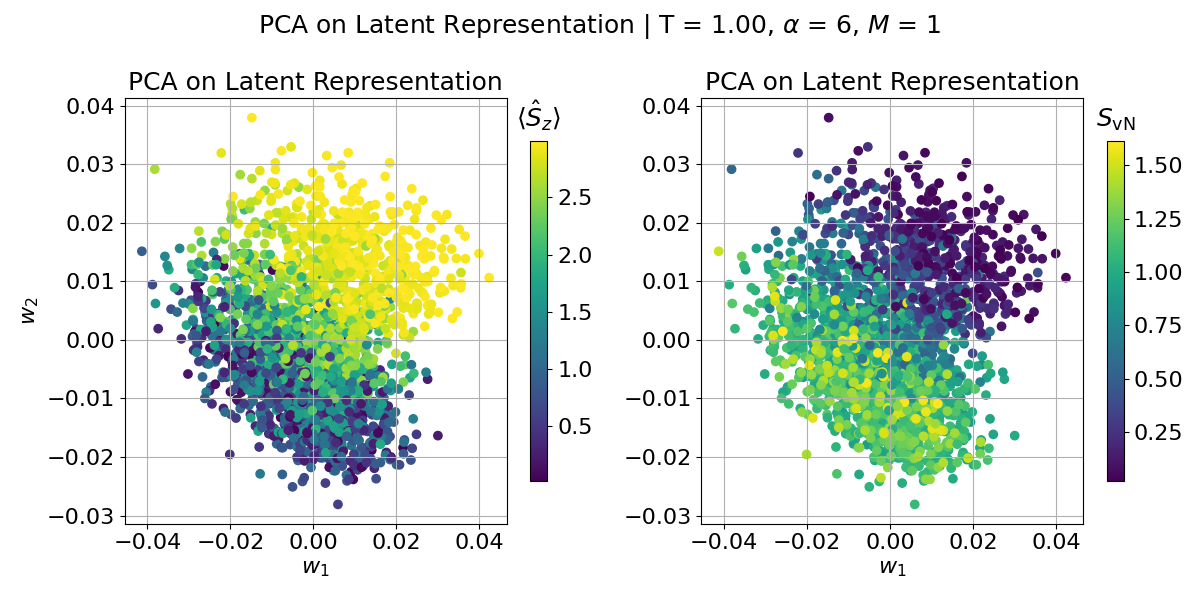 PCA on Latent Representation | T = 1.00, α = 6, M = 1
PCA on Latent Representation
⟨Ŝz⟩
0.04
0.03
0.02
0.01
0.00
−0.01
−0.02
−0.03
w2
−0.04 −0.02 0.00 0.02 0.04
w1
2.5
2.0
1.5
1.0
0.5
PCA on Latent Representation
SvN
0.04
0.03
0.02
0.01
0.00
−0.01
−0.02
−0.03
−0.04 −0.02 0.00 0.02 0.04
w1
1.50
1.25
1.00
0.75
0.50
0.25